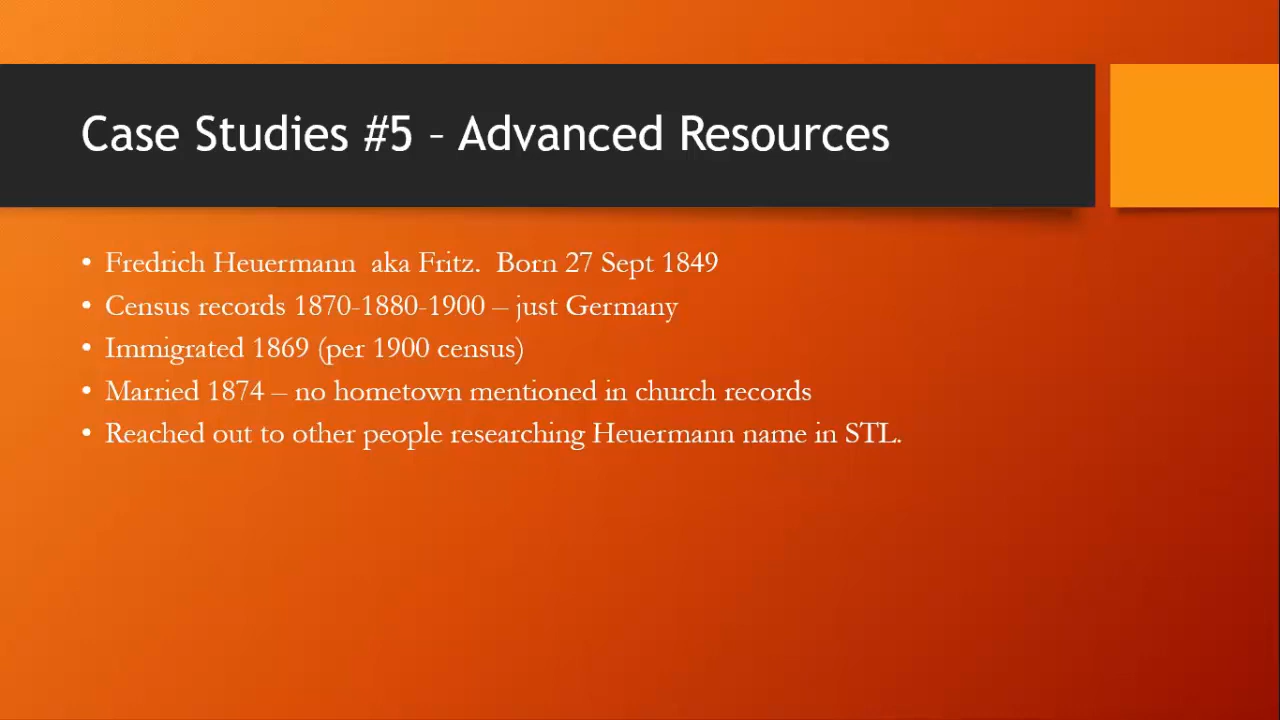 Case Studies #5 – Advanced Resources
• Fredrich Heuermann  aka Fritz.  Born 27 Sept 1849
• Census records 1870-1880-1900 – just Germany
• Immigrated 1869 (per 1900 census)
• Married 1874 – no hometown mentioned in church records
• Reached out to other people researching Heuermann name in STL.